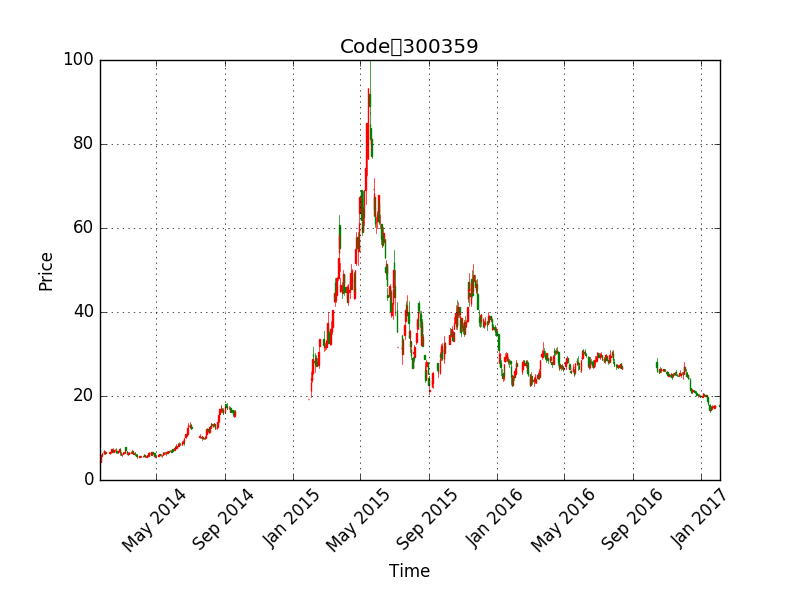 Code：300359
100
80
60
40
20
0
Price
May 2014
Sep 2014
Jan 2015
May 2015
Sep 2015
Jan 2016
May 2016
Sep 2016
Jan 2017
Time